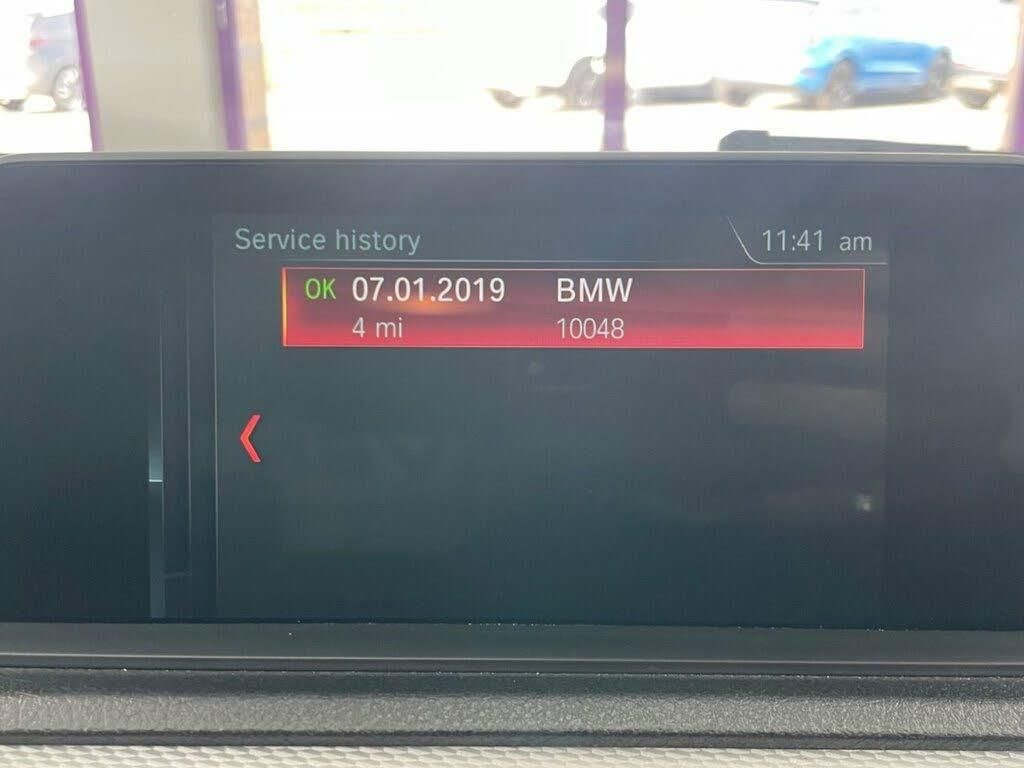 Service history 11:41 am
OK 07.01.2019 BMW
4 mi 10048